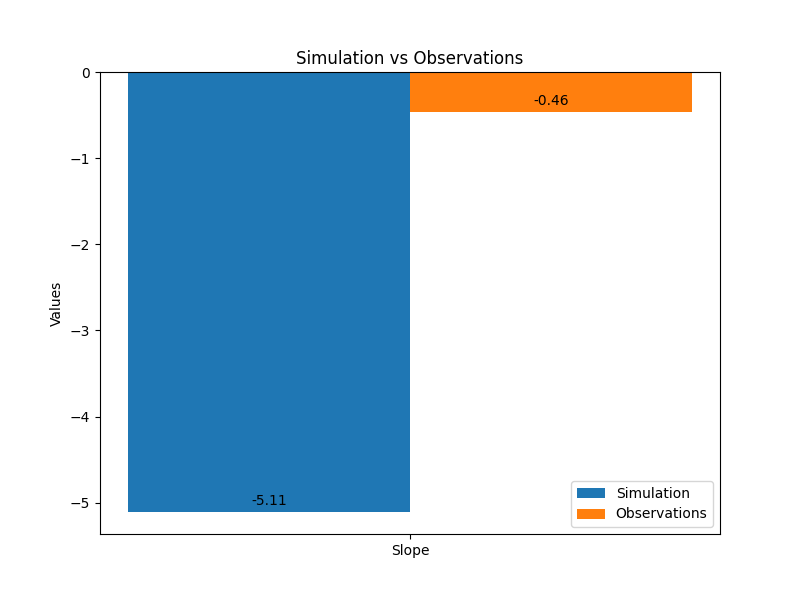 Simulation vs Observations
0
−1
−2
−3
−4
−5
Values
-5.11
-0.46
Slope
Simulation
Observations